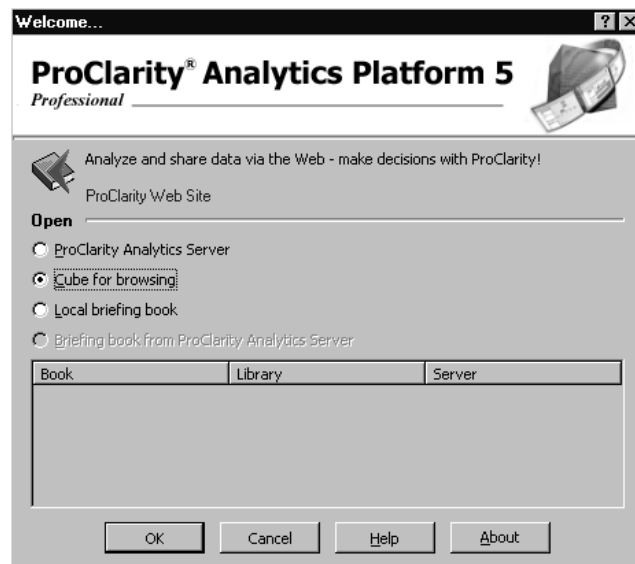 Welcome...
ProClarity® Analytics Platform 5
Professional
Analyze and share data via the Web - make decisions with ProClarity!
ProClarity Web Site
Open
ProClarity Analytics Server
Cube for browsing
Local briefing book
Briefing book from ProClarity Analytics Server
Book Library Server
OK Cancel Help About